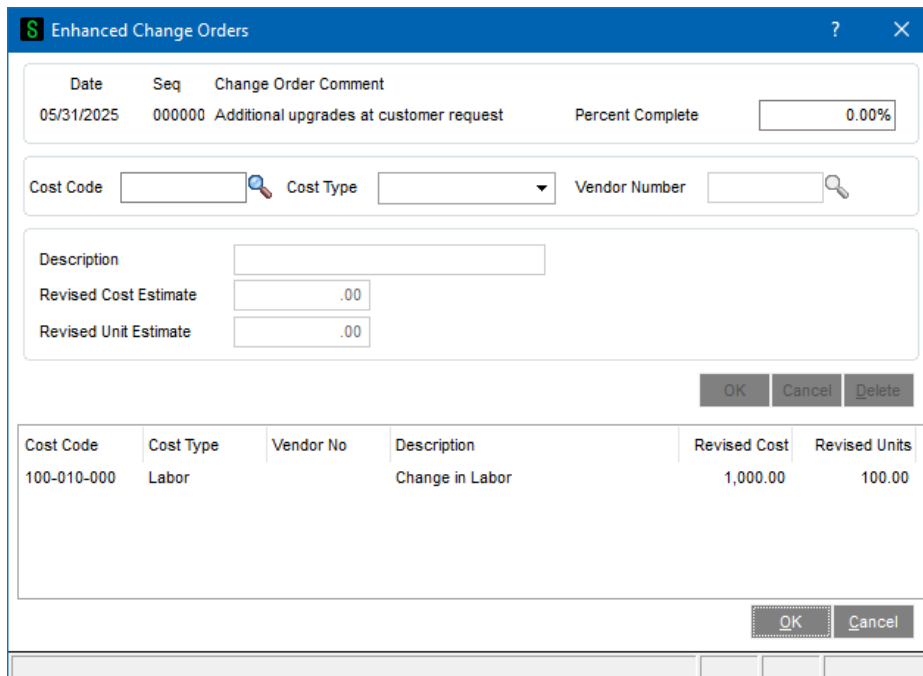 S Enhanced Change Orders ? ×
Date Seq Change Order Comment
05/31/2025 000000 Additional upgrades at customer request Percent Complete 0.00%
Cost Code Cost Type Vendor Number
Description
Revised Cost Estimate .00
Revised Unit Estimate .00
OK Cancel Delete
Cost Code Cost Type Vendor No Description Revised Cost Revised Units
100-010-000 Labor Change in Labor 1,000.00 100.00
OK Cancel